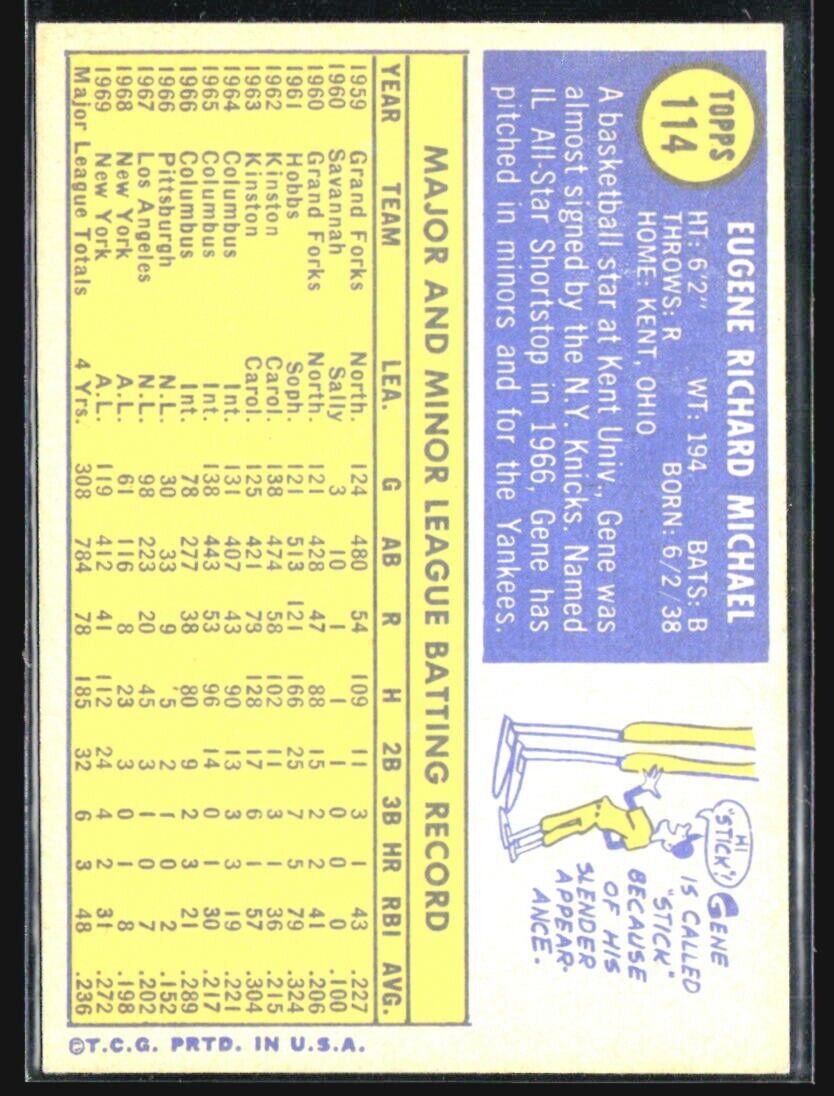 TOPPS
114
EUGENE RICHARD MICHAEL
HT: 6'2" WT: 194 BATS: B
THROWS: R BORN: 6/2/38
HOME: KENT, OHIO
A basketball star at Kent Univ., Gene was
almost signed by the N.Y. Knicks. Named
IL All-Star Shortstop in 1966, Gene has
pitched in minors and for the Yankees.
HI
"STICK"!
GENE
IS CALLED
"STICK"
BECAUSE
OF HIS
SLENDER
APPEAR-
ANCE.
MAJOR AND MINOR LEAGUE BATTING RECORD
YEAR TEAM LEA. G AB R H 2B 3B HR RBI AVG.
1959 Grand Forks North. 124 480 54 109 11 3 1 43 .227
1960 Savannah Sally 3 10 1 1 1 0 0 0 .100
1960 Grand Forks North. 121 428 47 88 15 2 2 41 .206
1961 Hobbs Soph. 121 513 121 166 25 7 5 79 .324
1962 Kinston Carol. 138 474 58 102 11 3 1 36 .215
1963 Kinston Carol. 125 421 73 128 17 6 1 57 .304
1964 Columbus Int. 131 407 43 90 13 3 3 19 .221
1965 Columbus Int. 138 443 53 96 14 0 1 30 .217
1966 Columbus Int. 78 277 38 80 9 2 3 21 .289
1966 Pittsburgh N.L. 30 33 9 5 2 1 0 2 .152
1967 Los Angeles N.L. 98 223 20 45 3 1 0 7 .202
1968 New York A.L. 61 116 8 23 3 0 1 8 .198
1969 New York A.L. 119 412 41 112 24 4 2 31 .272
Major League Totals 4 Yrs. 308 784 78 185 32 6 3 48 .236
©T.C.G. PRTD. IN U.S.A.